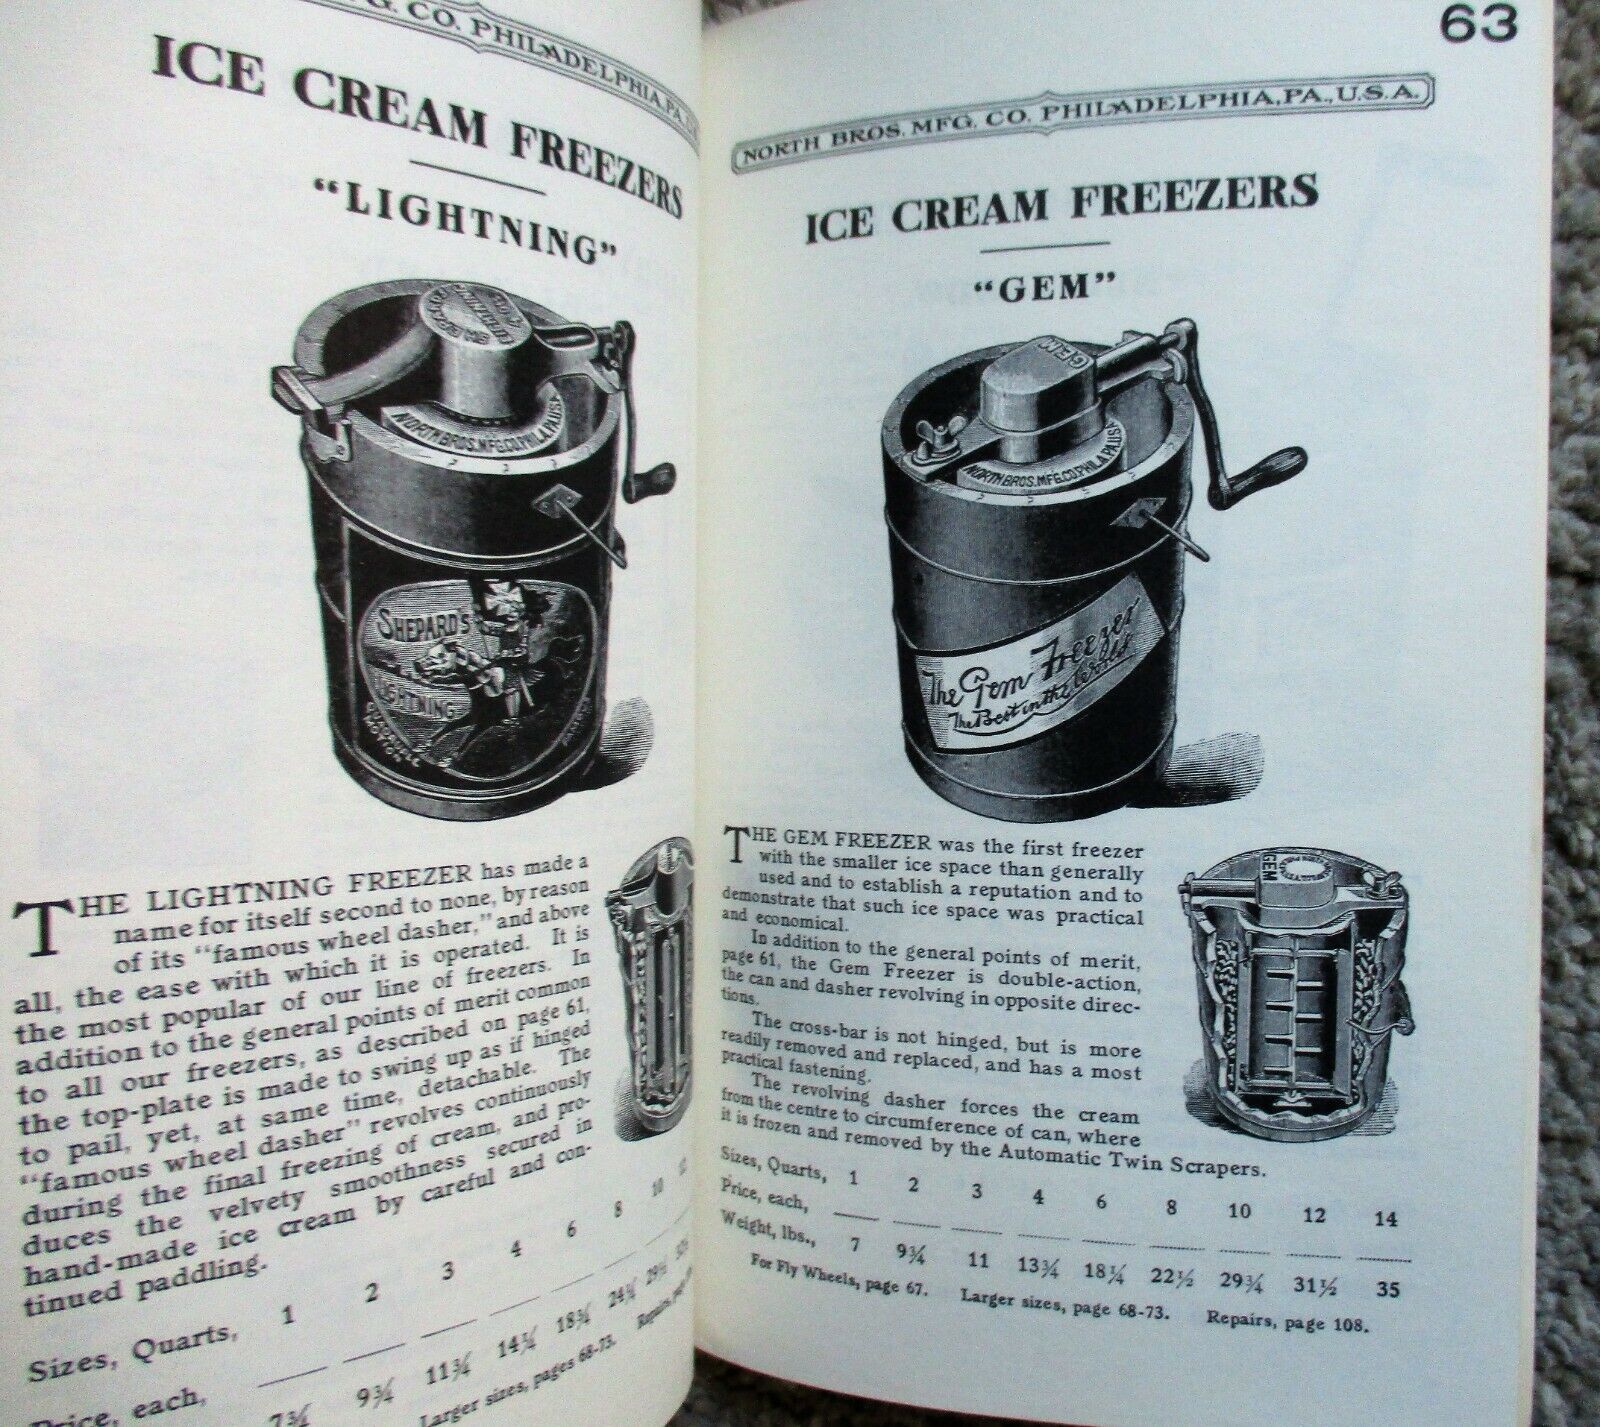 MFG. CO. PHILADELPHIA, PA.
ICE CREAM FREEZERS
“LIGHTNING”
NORTH BROS. MFG. CO. PHILA. PA. USA
SHEPARD'S
LIGHTNING
QUADRUPLE
MOTION
THE LIGHTNING FREEZER has made a
name for itself second to none, by reason
of its “famous wheel dasher,” and above
all, the ease with which it is operated. It is
the most popular of our line of freezers. In
addition to the general points of merit common
to all our freezers, as described on page 61,
the top-plate is made to swing up as if hinged
to pail, yet, at same time, detachable. The
“famous wheel dasher” revolves continuously
during the final freezing of cream, and pro-
duces the velvety smoothness secured in
hand-made ice cream by careful and con-
tinued paddling.
Sizes, Quarts, 1 2 3 4 6 8 10 12
Price, each,
7¾ 9¾ 11¾ 14¾ 18¾ 24¾ 29½
Larger sizes, pages 68-73. Repairs,
63
NORTH BROS. MFG. CO. PHILADELPHIA, PA., U.S.A.
ICE CREAM FREEZERS
“GEM”
NORTH BROS. MFG. CO. PHILA. PA. USA
The Gem Freezer
The Best in the World
THE GEM FREEZER was the first freezer
with the smaller ice space than generally
used and to establish a reputation and to
demonstrate that such ice space was practical
and economical.
In addition to the general points of merit,
page 61, the Gem Freezer is double-action,
the can and dasher revolving in opposite direc-
tions.
The cross-bar is not hinged, but is more
readily removed and replaced, and has a most
practical fastening.
The revolving dasher forces the cream
from the centre to circumference of can, where
it is frozen and removed by the Automatic Twin Scrapers.
GEM
Sizes, Quarts, 1 2 3 4 6 8 10 12 14
Price, each,
Weight, lbs., 7 9¾ 11 13¾ 18¼ 22½ 29¾ 31½ 35
For Fly Wheels, page 67. Larger sizes, page 68-73. Repairs, page 108.